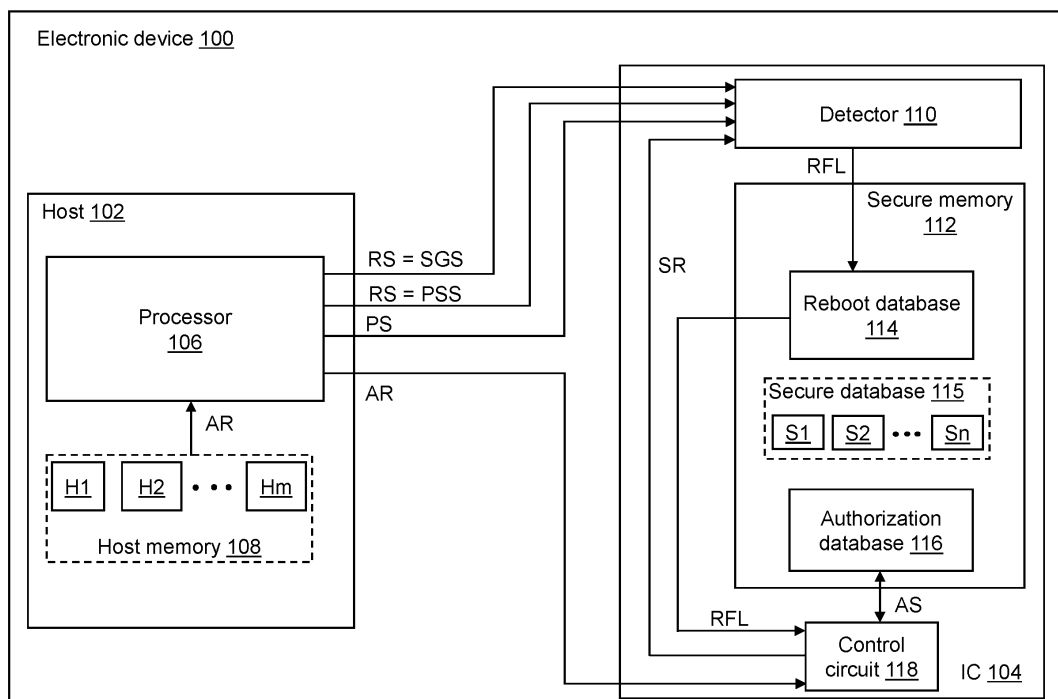 Electronic device 100
Detector 110
RFL
Host 102
Secure memory
112
RS = SGS
SR
RS = PSS
Processor
106
Reboot database
114
PS
AR
Secure database 115
AR
S1 S2 ••• Sn
H1 H2 • • • Hm
Authorization
database 116
Host memory 108
AS
RFL
Control
circuit 118
IC 104